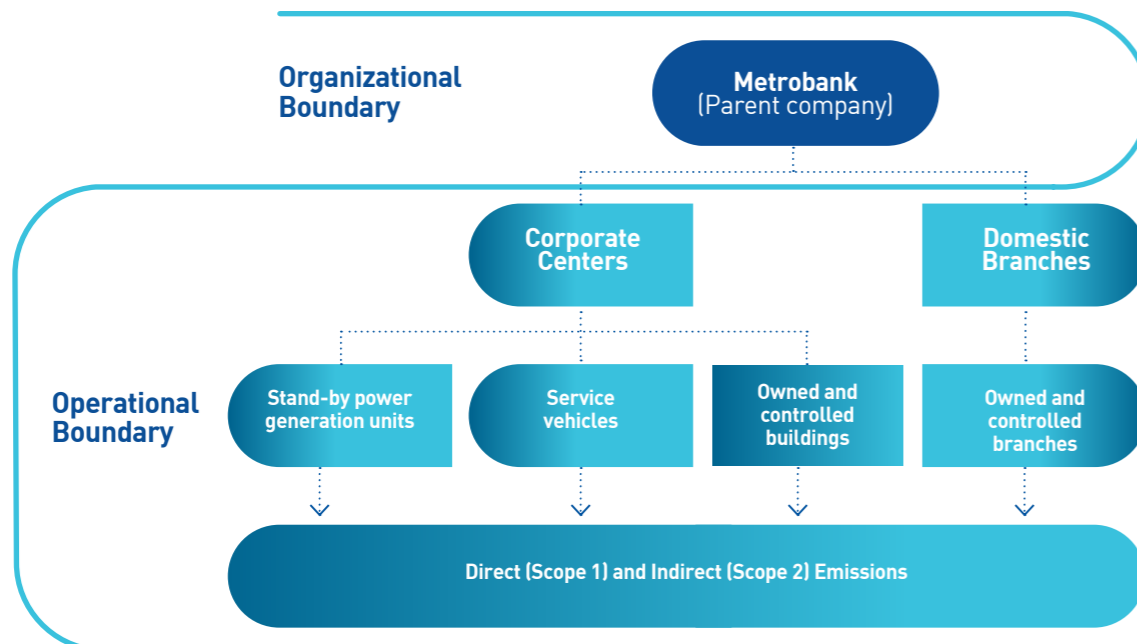 Organizational
Boundary
Metrobank
(Parent company)
Corporate
Centers
Domestic
Branches
Operational
Boundary
Stand-by power
generation units
Service
vehicles
Owned and
controlled
buildings
Owned and
controlled
branches
Direct (Scope 1) and Indirect (Scope 2) Emissions